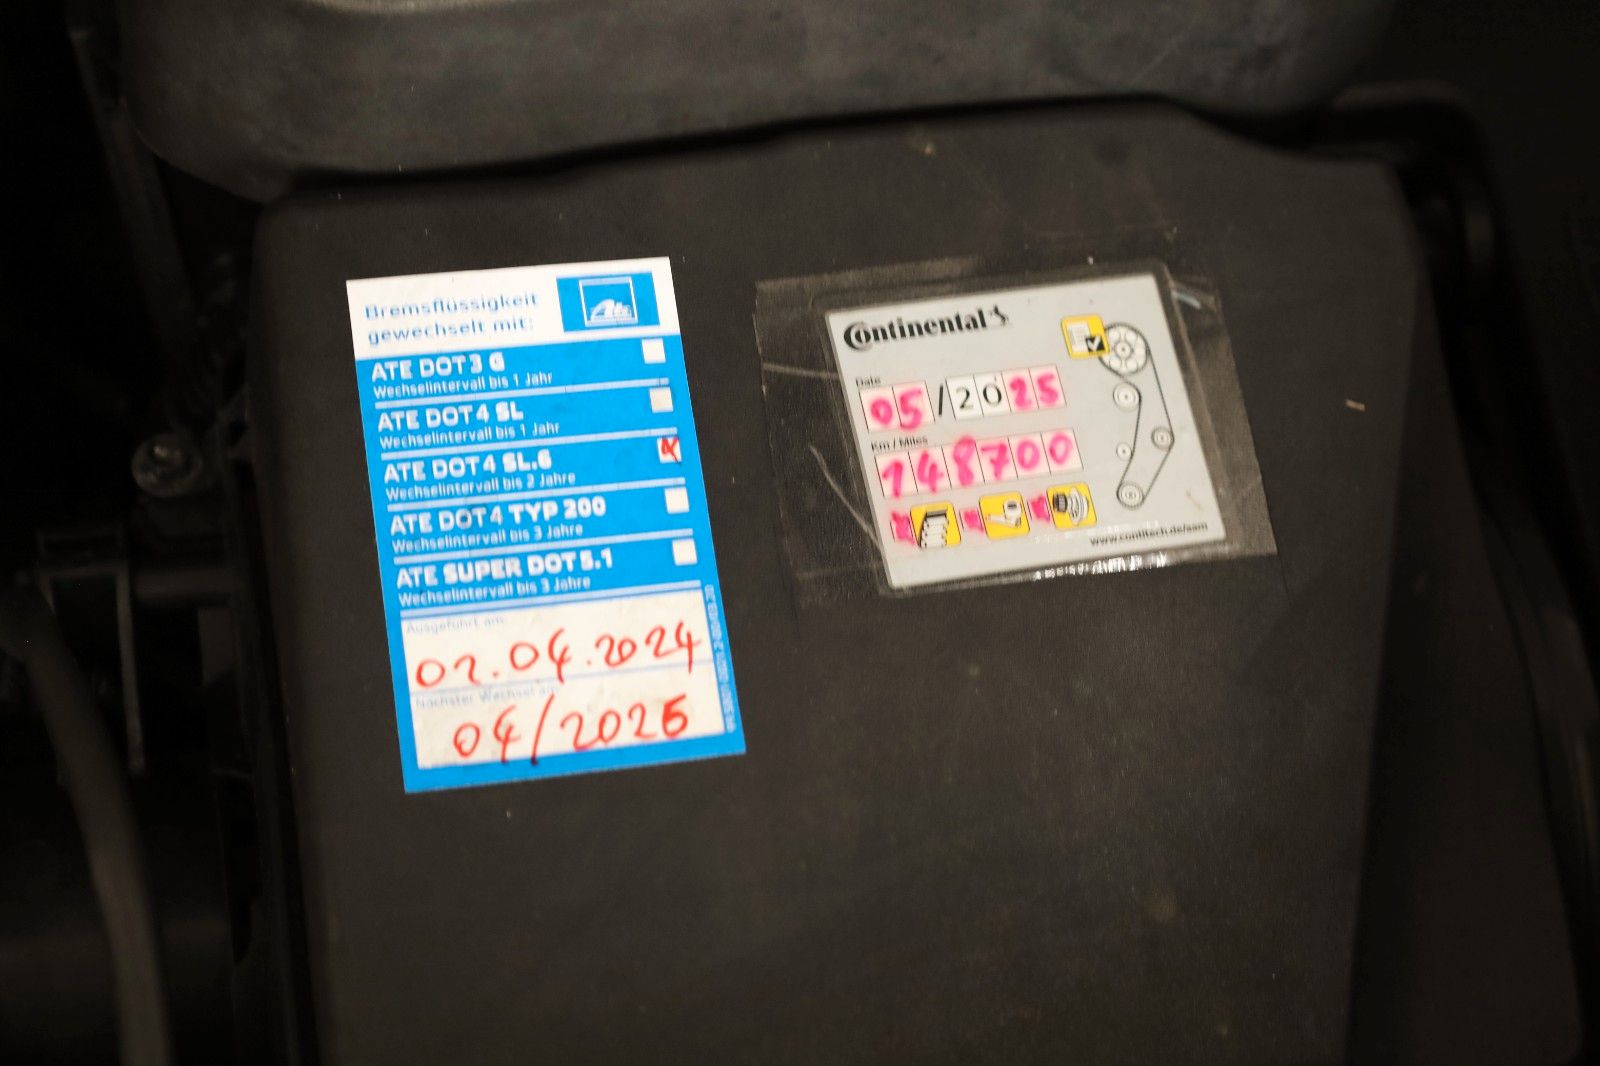 Bremsflüssigkeit
gewechselt mit:
Ate
ATE DOT 3 G
Wechselintervall bis 1 Jahr
ATE DOT 4 SL
Wechselintervall bis 1 Jahr
ATE DOT 4 SL.6
Wechselintervall bis 2 Jahre
ATE DOT 4 TYP 200
Wechselintervall bis 3 Jahre
ATE SUPER DOT 5.1
Wechselintervall bis 3 Jahre
Ausgeführt am:
02.04.2024
Nächster Wechsel am:
04/2026
Continental
Date
05/2025
Km / Miles
148700
www.contitech.de/aam